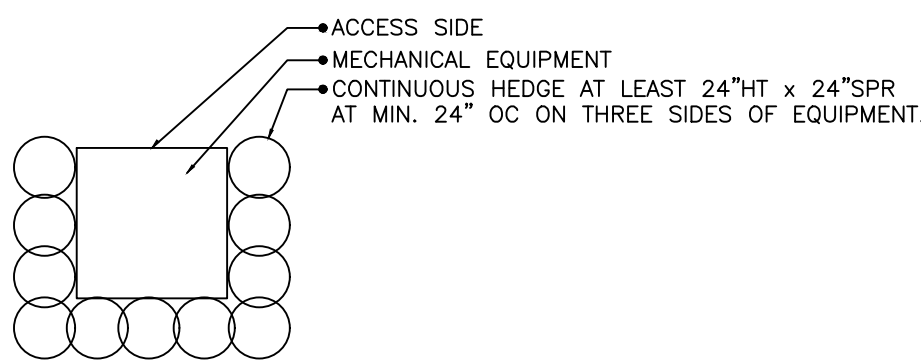 ACCESS SIDE
MECHANICAL EQUIPMENT
CONTINUOUS HEDGE AT LEAST 24”HT x 24”SPR
AT MIN. 24” OC ON THREE SIDES OF EQUIPMENT.